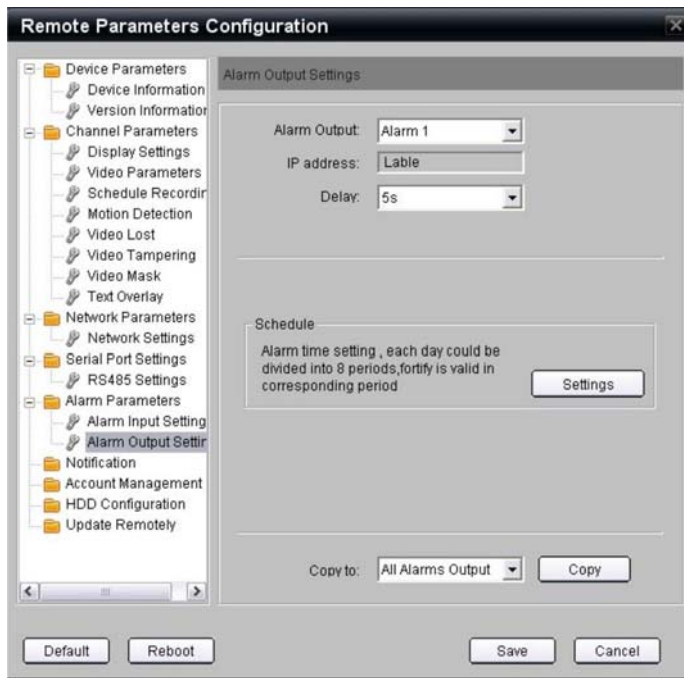 Remote Parameters Configuration
Device Parameters
Device Information
Version Information
Channel Parameters
Display Settings
Video Parameters
Schedule Recordin
Motion Detection
Video Lost
Video Tampering
Video Mask
Text Overlay
Network Parameters
Network Settings
Serial Port Settings
RS485 Settings
Alarm Parameters
Alarm Input Setting
Alarm Output Settin
Notification
Account Management
HDD Configuration
Update Remotely
Alarm Output Settings
Alarm Output: Alarm 1
IP address: Lable
Delay: 5s
Schedule
Alarm time setting , each day could be
divided into 8 periods,fortify is valid in
corresponding period
Settings
Copy to: All Alarms Output Copy
Default Reboot Save Cancel